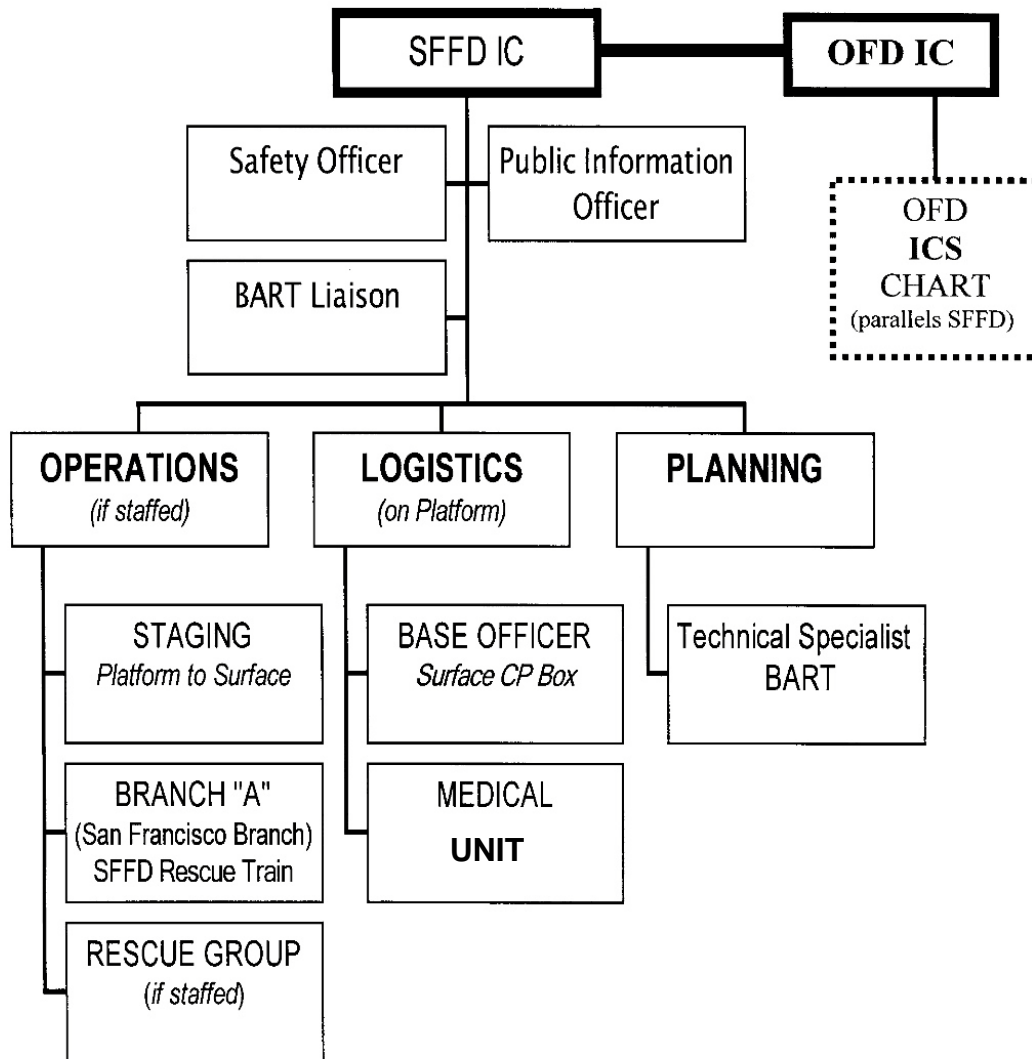 SFFD IC
OFD IC
Safety Officer
Public Information
Officer
OFD
ICS
CHART
(parallels SFFD)
BART Liaison
OPERATIONS
(if staffed)
LOGISTICS
(on Platform)
PLANNING
STAGING
Platform to Surface
BASE OFFICER
Surface CP Box
Technical Specialist
BART
BRANCH "A"
(San Francisco Branch)
SFFD Rescue Train
MEDICAL
UNIT
RESCUE GROUP
(if staffed)